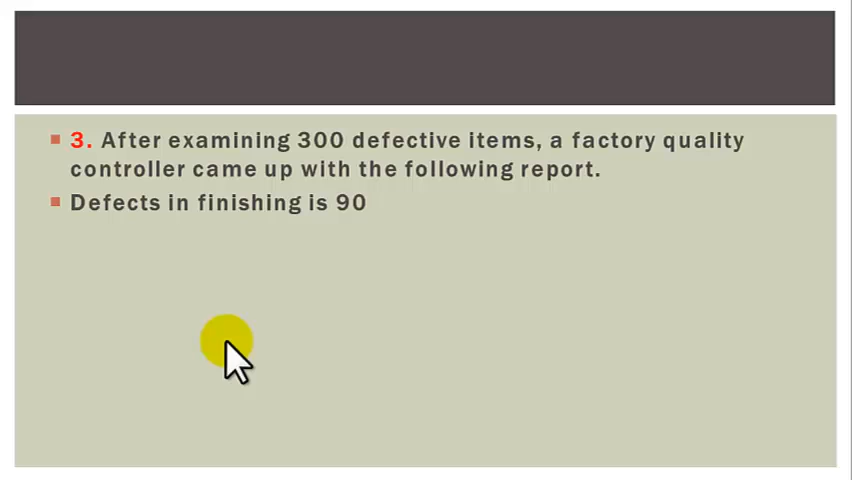 3. After examining 300 defective items, a factory quality
controller came up with the following report.
Defects in finishing is 90